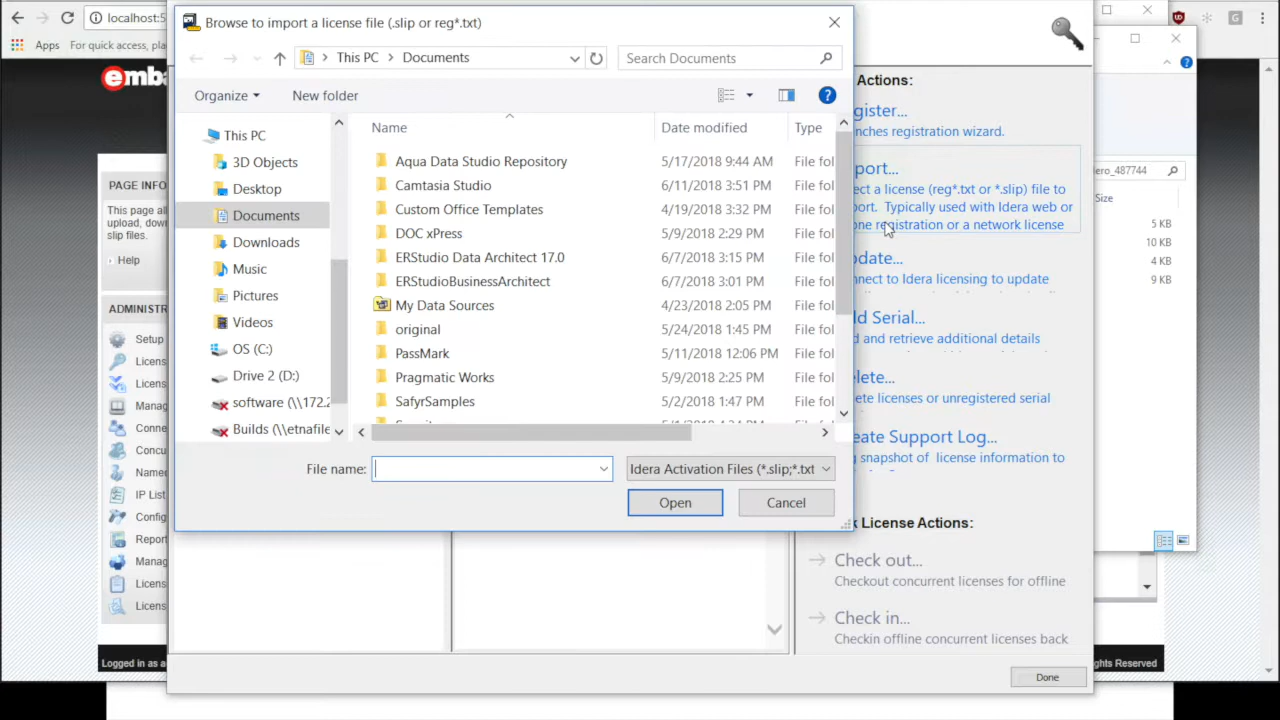 localhost:5
Apps For quick access, pla
emba
PAGE INFO
This page all
upload, dow
slip files.
Help
ADMINISTR
Setup
Licens
Licens
Manag
Conne
Concu
Named
IP List
Config
Report
Manag
Licens
Licens
Logged in as a
Browse to import a license file (.slip or reg*.txt)
This PC > Documents
Search Documents
Organize
New folder
This PC
3D Objects
Desktop
Documents
Downloads
Music
Pictures
Videos
OS (C:)
Drive 2 (D:)
software (\\172.2
Builds (\\etnafile
Name Date modified Type
Aqua Data Studio Repository 5/17/2018 9:44 AM File fol
Camtasia Studio 6/11/2018 3:51 PM File fol
Custom Office Templates 4/19/2018 3:32 PM File fol
DOC xPress 5/9/2018 2:29 PM File fol
ERStudio Data Architect 17.0 6/7/2018 3:15 PM File fol
ERStudioBusinessArchitect 6/7/2018 3:01 PM File fol
My Data Sources 4/23/2018 2:05 PM File fol
original 5/24/2018 1:45 PM File fol
PassMark 5/11/2018 12:06 PM File fol
Pragmatic Works 5/9/2018 2:25 PM File fol
SafyrSamples 5/2/2018 1:47 PM File fol
File name:
Idera Activation Files (*.slip;*.txt
Open
Cancel
Actions:
gister...
nches registration wizard.
port...
ect a license (reg*.txt or *.slip) file to
port. Typically used with Idera web or
one registration or a network license
pdate...
nnect to Idera licensing to update
d Serial...
d and retrieve additional details
lete...
ete licenses or unregistered serial
eate Support Log...
g snapshot of license information to
k License Actions:
Check out...
Checkout concurrent licenses for offline
Check in...
Checkin offline concurrent licenses back
Done
dero_487744
Size
5 KB
10 KB
4 KB
9 KB
ghts Reserved